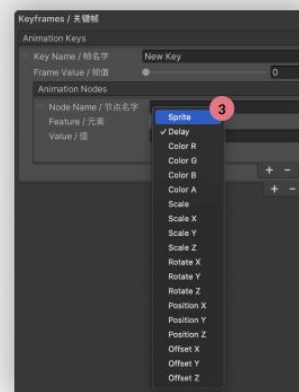 Keyframes / 关键帧
Animation Keys
Key Name / 帧名字 New Key
Frame Value / 帧值 0
Animation Nodes
Node Name / 节点名字
Feature / 元素
Value / 值
3
Sprite
✓ Delay
Color R
Color G
Color B
Color A
Scale
Scale X
Scale Y
Scale Z
Rotate X
Rotate Y
Rotate Z
Position X
Position Y
Position Z
Offset X
Offset Y
Offset Z
+ -
+ -